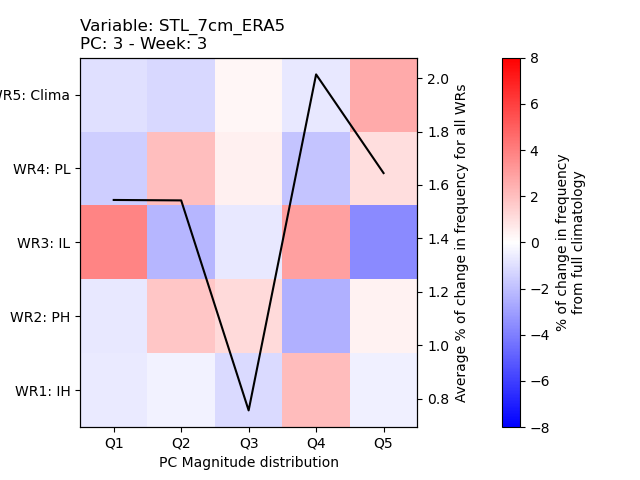 Variable: STL_7cm_ERA5
PC: 3 - Week: 3
WR5: Clima
WR4: PL
WR3: IL
WR2: PH
WR1: IH
Q1 Q2 Q3 Q4 Q5
PC Magnitude distribution
2.0
1.8
1.6
1.4
1.2
1.0
0.8
Average % of change in frequency for all WRs
8
6
4
2
0
−2
−4
−6
−8
% of change in frequency
from full climatology